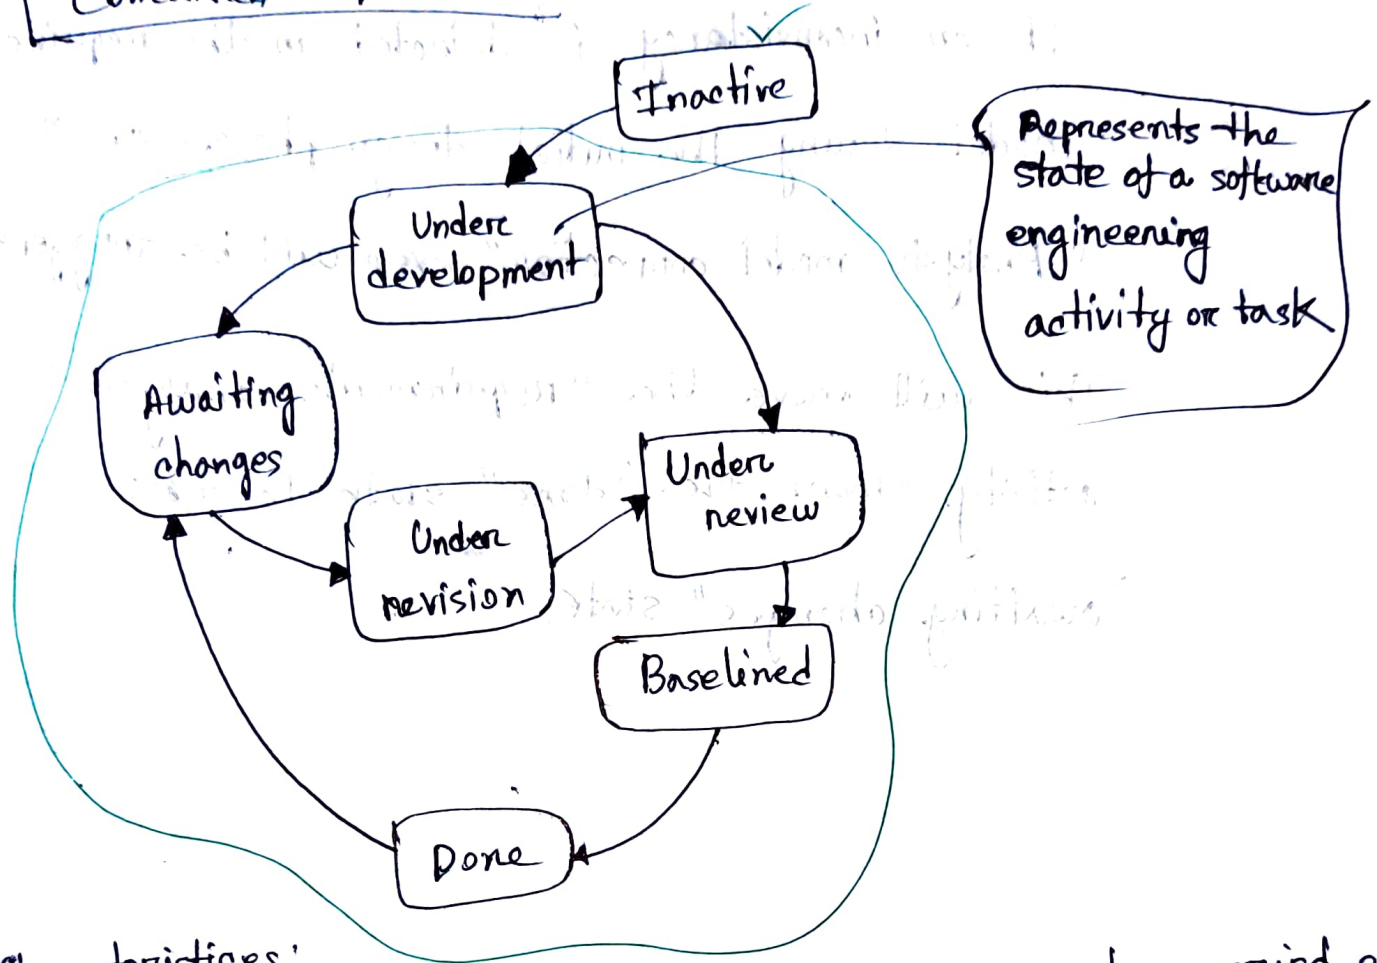 Inactive
Represents the
state of a software
engineering
activity or task
Under
development
Awaiting
changes
Under
review
Under
revision
Baselined
Done